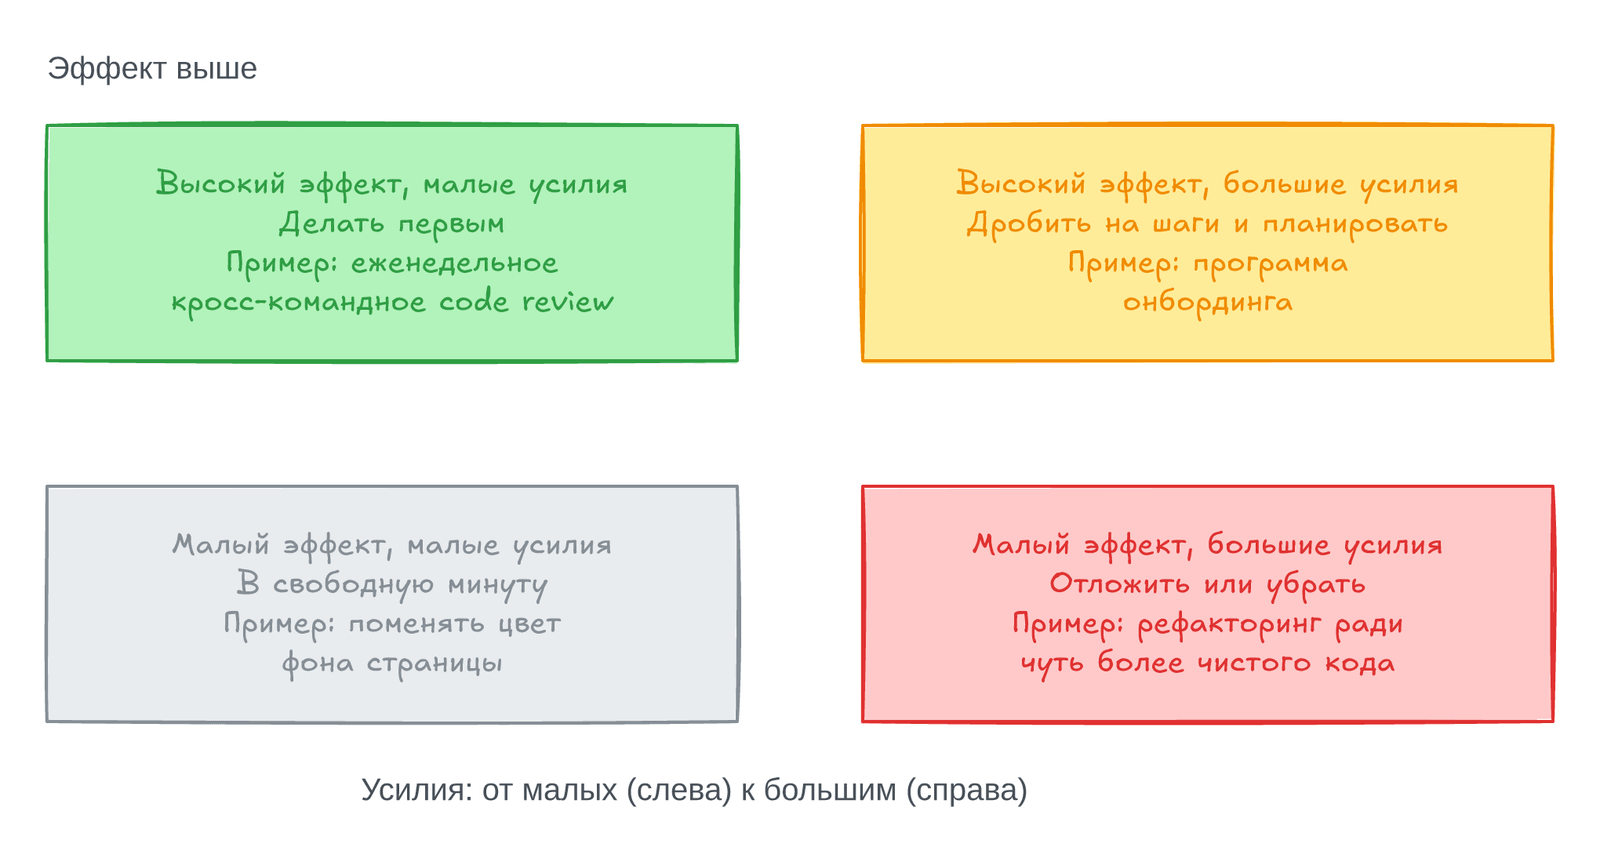 Эффект выше
Высокий эффект, малые усилия
Делать первым
Пример: еженедельное
кросс-командное code review
Высокий эффект, большие усилия
Дробить на шаги и планировать
Пример: программа
онбординга
Малый эффект, малые усилия
В свободную минуту
Пример: поменять цвет
фона страницы
Малый эффект, большие усилия
Отложить или убрать
Пример: рефакторинг ради
чуть более чистого кода
Усилия: от малых (слева) к большим (справа)